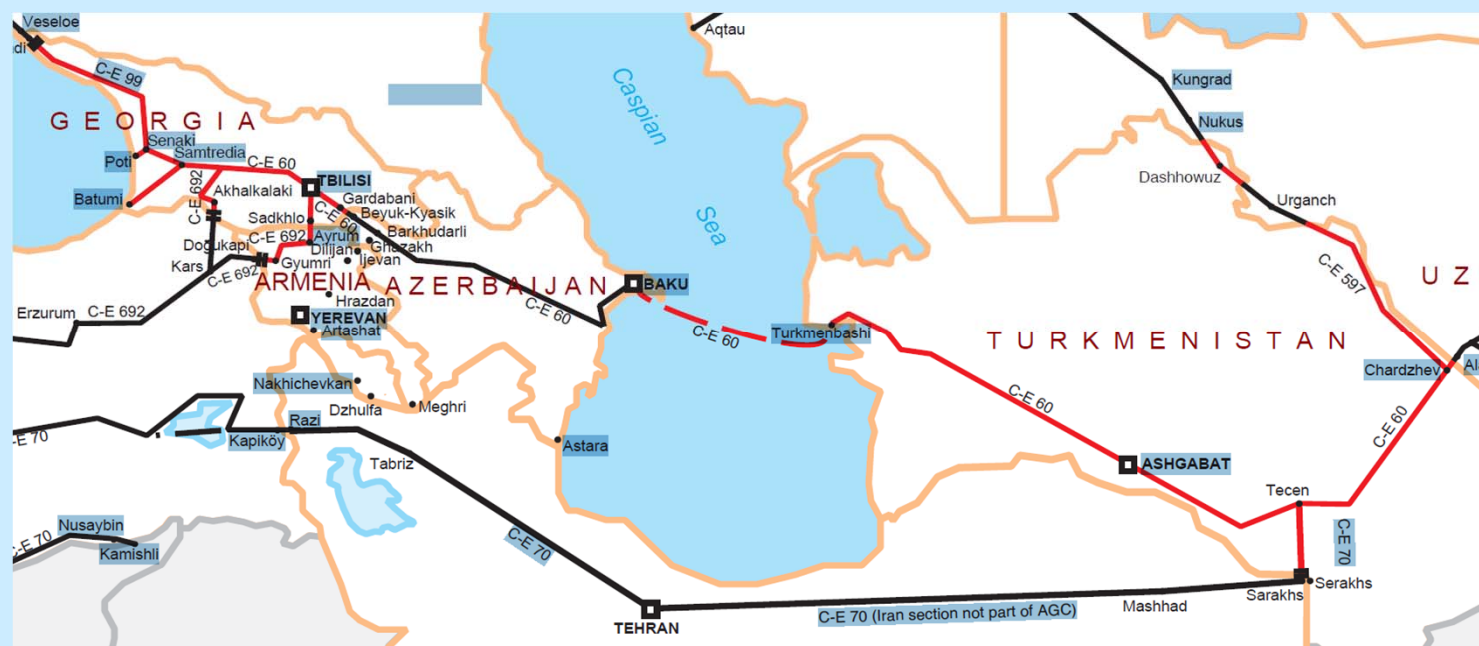 Veseloe
di
C-E 99
GEORGIA
Senaki
Poti
Samtredia
C-E 60
Batumi
C-E 692
Akhalkalaki
TBILISI
Gardabani
Beyuk-Kyasik
Sadkhlo
C-E 60
Barkhudarli
Dogukapi
C-E 692
Ayrum
Ghazakh
Dilijan
Ijevan
Kars
C-E 692
Gyumri
ARMENIA
AZERBAIJAN
Hrazdan
Erzurum
C-E 692
YEREVAN
Artashat
C-E 60
BAKU
Caspian
Sea
C-E 60
Turkmenbashi
Aqtau
Kungrad
Nukus
Dashhowuz
Urganch
C-E 597
UZ
TURKMENISTAN
Chardzhev
Al
C-E 60
C-E 60
ASHGABAT
Tecen
C-E 70
Sarakhs
Serakhs
Mashhad
C-E 70 (Iran section not part of AGC)
TEHRAN
C-E 70
Tabriz
Razi
Kapiköy
C-E 70
Nakhichevkan
Dzhulfa
Meghri
Astara
Nusaybin
Kamishli
C-E 70